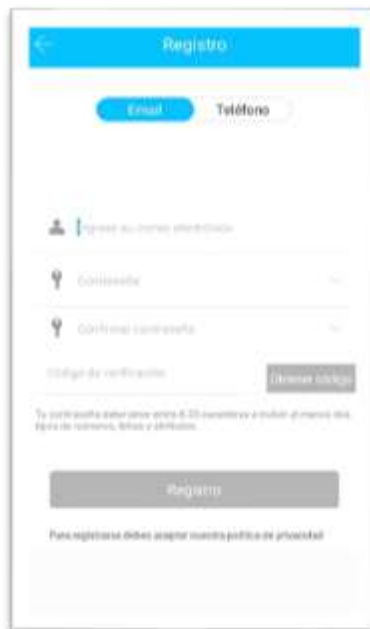 Registro
Email Teléfono
Ingrese su correo electrónico
Contraseña
Confirmar contraseña
Código de verificación Obtener código
Tu contraseña debe tener entre 8-20 caracteres e incluir al menos dos
tipos de números, letras y símbolos
Registro
Para registrarse debes aceptar nuestra política de privacidad